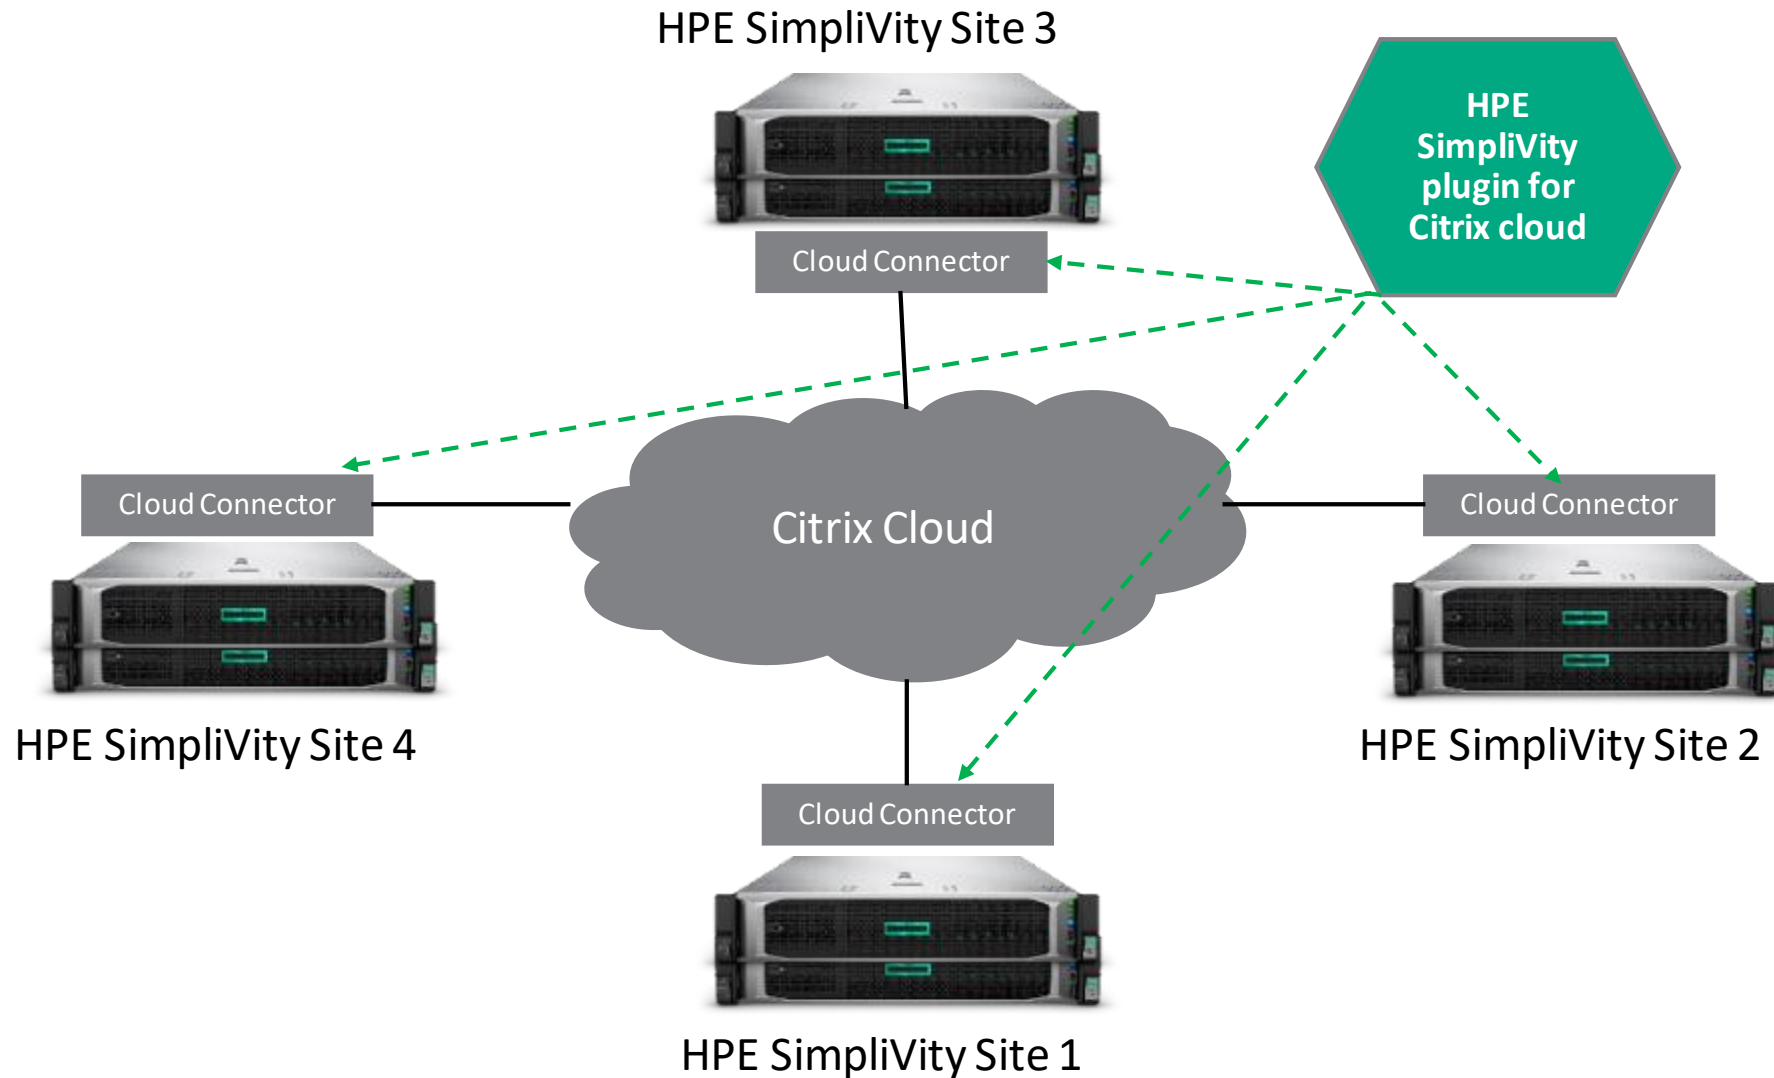 HPE SimpliVity Site 3
HPE
SimpliVity
plugin for
Citrix cloud
Cloud Connector
Cloud Connector
Citrix Cloud
Cloud Connector
HPE SimpliVity Site 4
HPE SimpliVity Site 2
Cloud Connector
HPE SimpliVity Site 1